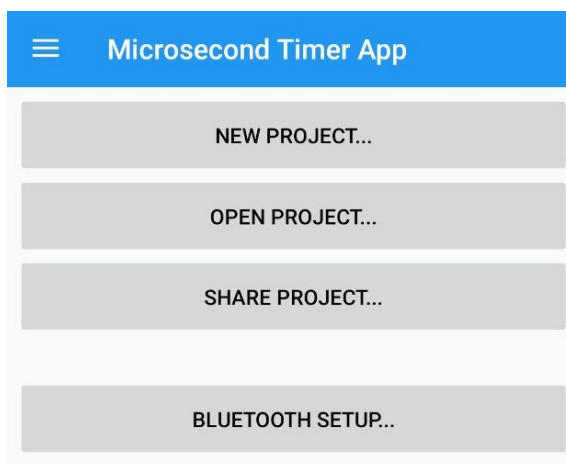 Microsecond Timer App
NEW PROJECT...
OPEN PROJECT...
SHARE PROJECT...
BLUETOOTH SETUP...